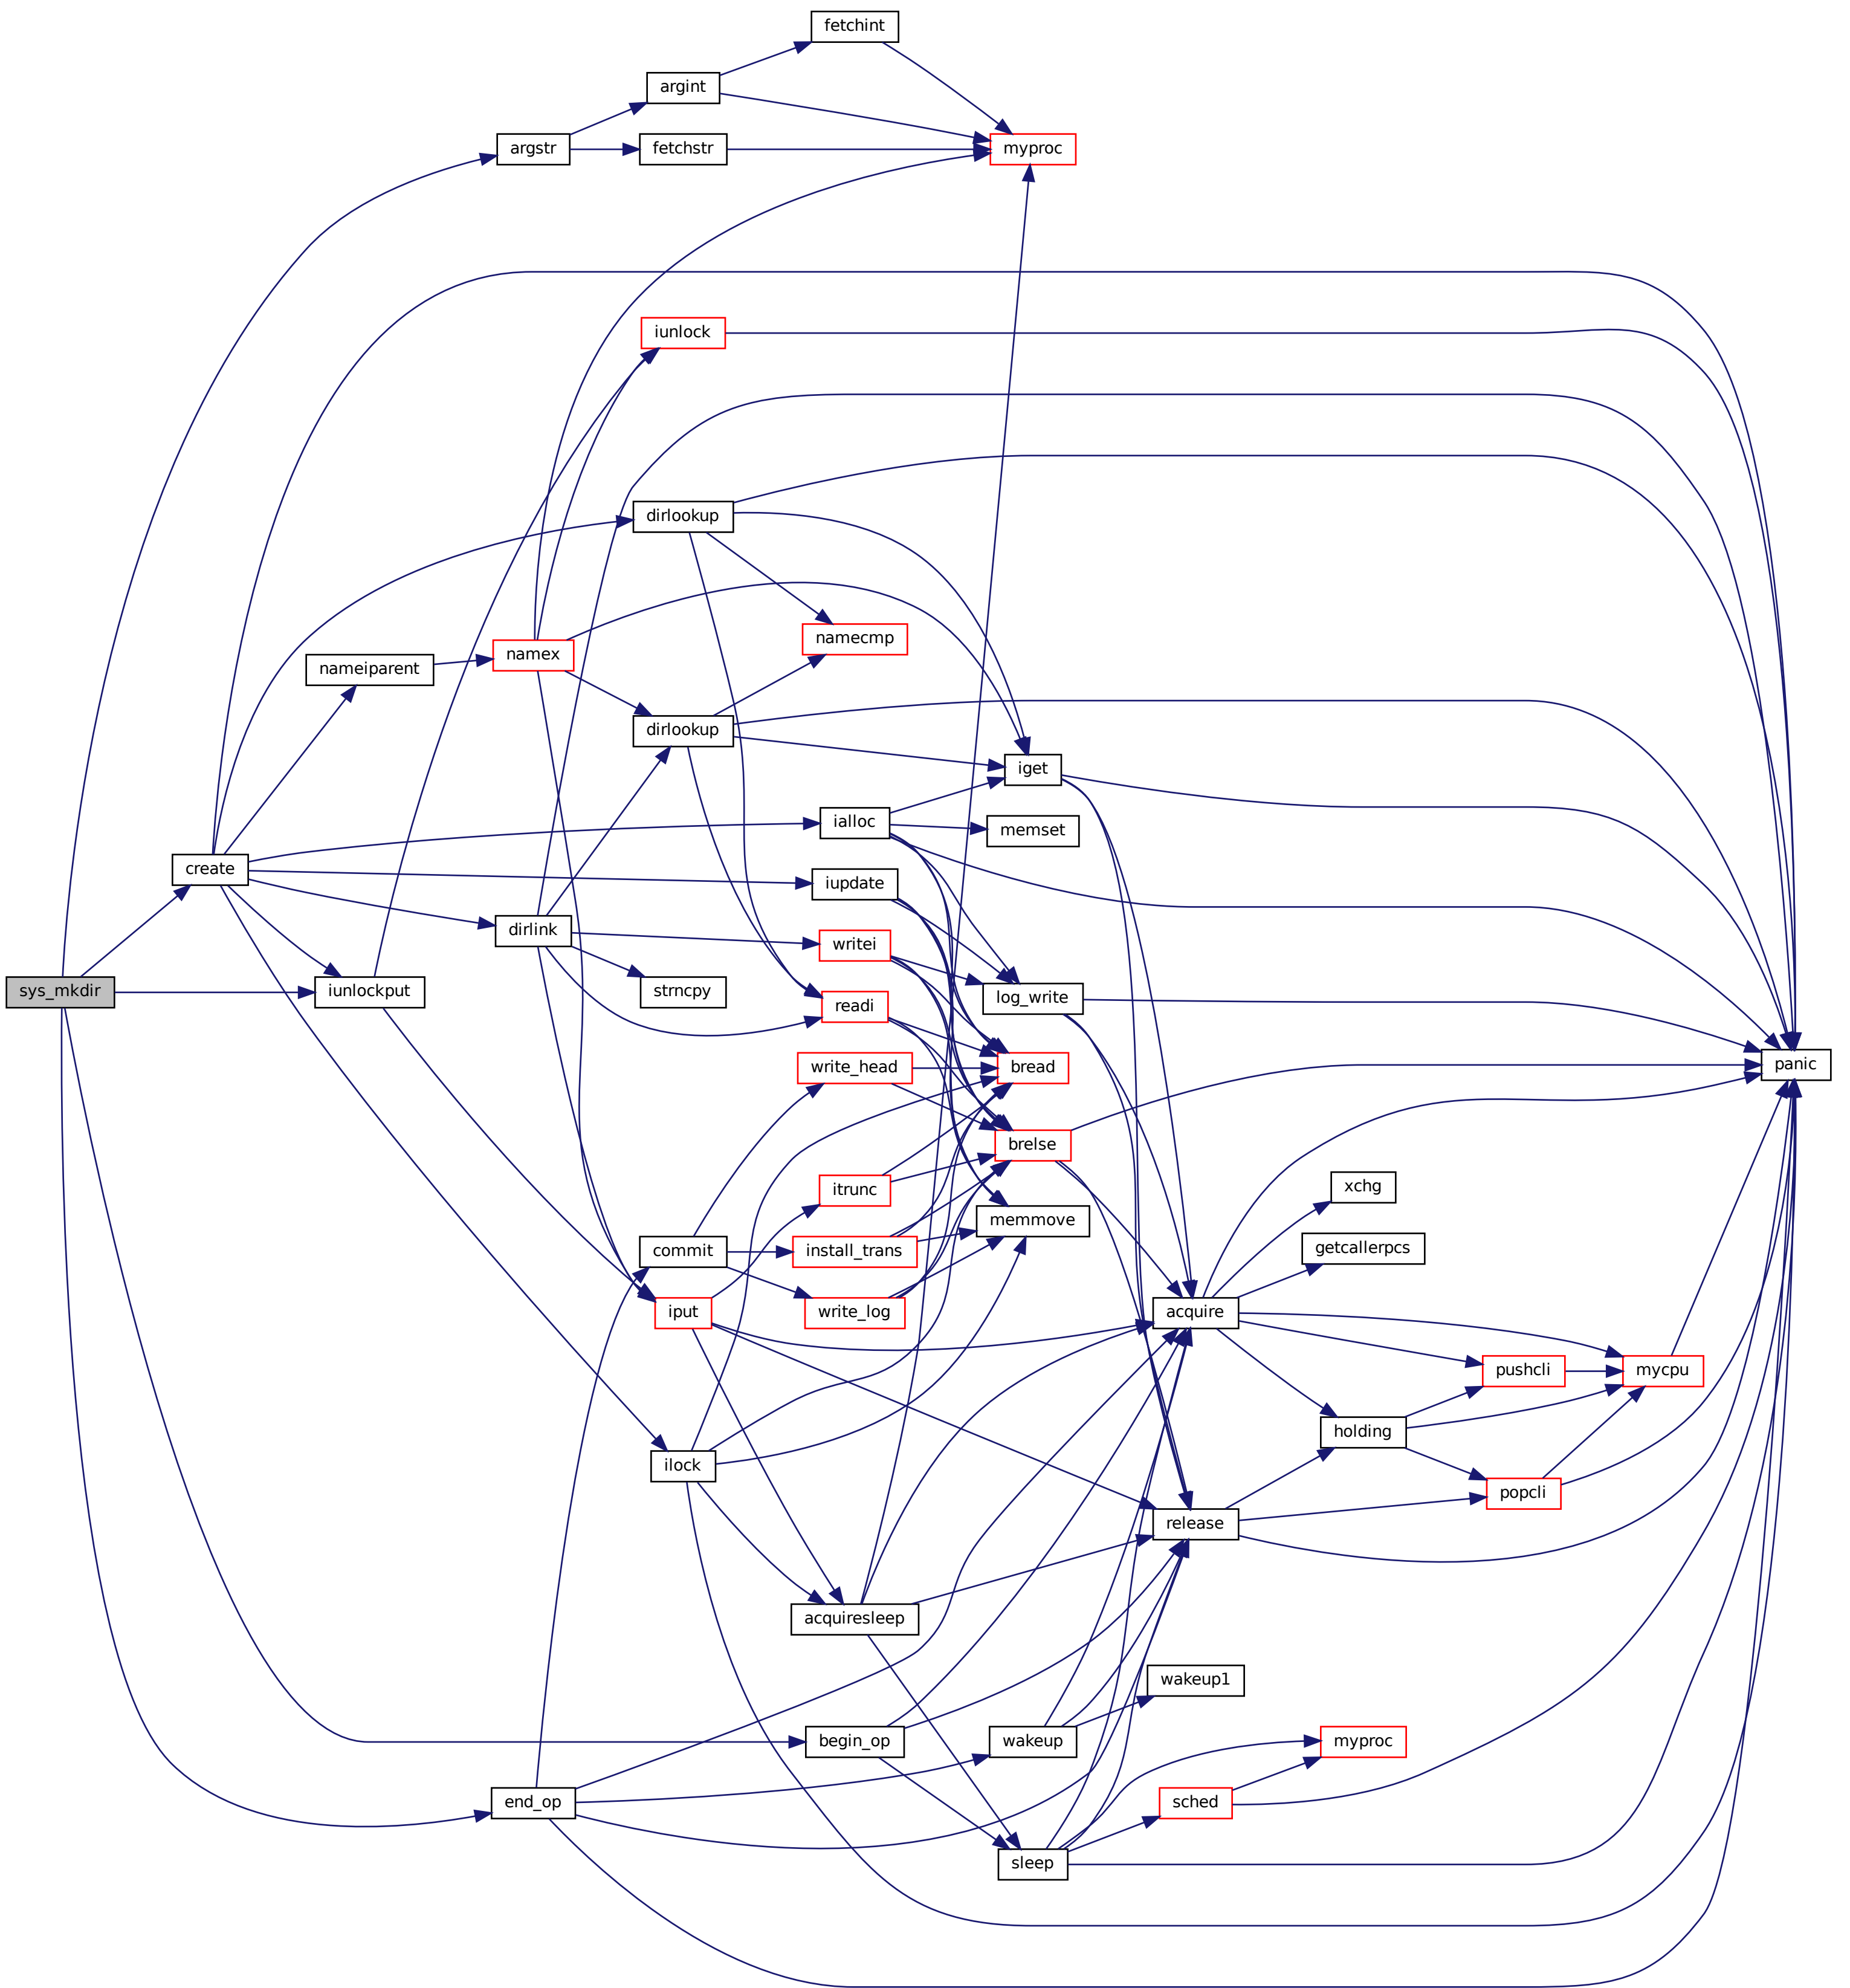 fetchint
argint
argstr
fetchstr
myproc
iunlock
dirlookup
namecmp
namex
nameiparent
dirlookup
iget
ialloc
memset
create
iupdate
dirlink
writei
sys_mkdir
iunlockput
strncpy
readi
log_write
write_head
bread
panic
brelse
itrunc
xchg
memmove
commit
install_trans
getcallerpcs
iput
write_log
acquire
pushcli
mycpu
holding
ilock
popcli
release
acquiresleep
wakeup1
begin_op
wakeup
myproc
end_op
sched
sleep